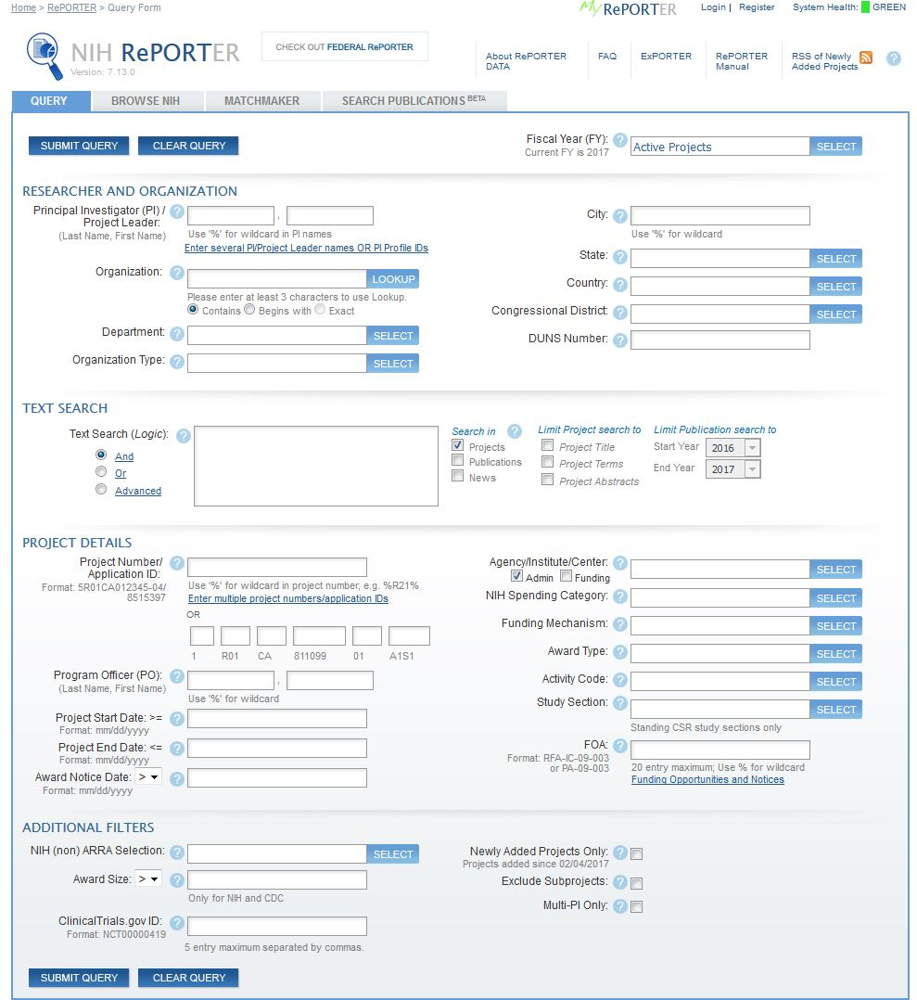 Home > RePORTER > Query Form
My RePORTER
Login | Register
System Health: GREEN
NIH RePORTER
Version: 7.13.0
CHECK OUT FEDERAL RePORTER
About RePORTER DATA
FAQ
ExPORTER
RePORTER Manual
RSS of Newly Added Projects
?
QUERY
BROWSE NIH
MATCHMAKER
SEARCH PUBLICATIONS BETA
SUBMIT QUERY
CLEAR QUERY
Fiscal Year (FY): ?
Current FY is 2017
Active Projects
SELECT
RESEARCHER AND ORGANIZATION
Principal Investigator (PI) / ?
Project Leader:
(Last Name, First Name)
,
Use '%' for wildcard in PI names
Enter several PI/Project Leader names OR PI Profile IDs
Organization: ?
LOOKUP
Please enter at least 3 characters to use Lookup.
Contains Begins with Exact
Department: ?
SELECT
Organization Type: ?
SELECT
City: ?
Use '%' for wildcard
State: ?
SELECT
Country: ?
SELECT
Congressional District: ?
SELECT
DUNS Number: ?
TEXT SEARCH
Text Search (Logic): ?
And
Or
Advanced
Search in ?
Projects
Publications
News
Limit Project search to
Project Title
Project Terms
Project Abstracts
Limit Publication search to
Start Year 2016
End Year 2017
PROJECT DETAILS
Project Number/ ?
Application ID:
Format: 5R01CA012345-04/
8515397
Use '%' for wildcard in project number, e.g. %R21%
Enter multiple project numbers/application IDs
OR
1 R01 CA 811099 01 A1S1
Program Officer (PO): ?
(Last Name, First Name)
,
Use '%' for wildcard
Project Start Date: >= ?
Format: mm/dd/yyyy
Project End Date: <= ?
Format: mm/dd/yyyy
Award Notice Date: > ?
Format: mm/dd/yyyy
Agency/Institute/Center: ?
Admin Funding
SELECT
NIH Spending Category: ?
SELECT
Funding Mechanism: ?
SELECT
Award Type: ?
SELECT
Activity Code: ?
SELECT
Study Section: ?
SELECT
Standing CSR study sections only
FOA: ?
Format: RFA-IC-09-003
or PA-09-003
20 entry maximum; Use % for wildcard
Funding Opportunities and Notices
ADDITIONAL FILTERS
NIH (non) ARRA Selection: ?
SELECT
Award Size: > ?
Only for NIH and CDC
ClinicalTrials.gov ID: ?
Format: NCT00000419
5 entry maximum separated by commas.
Newly Added Projects Only: ?
Projects added since 02/04/2017
Exclude Subprojects: ?
Multi-PI Only: ?
SUBMIT QUERY
CLEAR QUERY